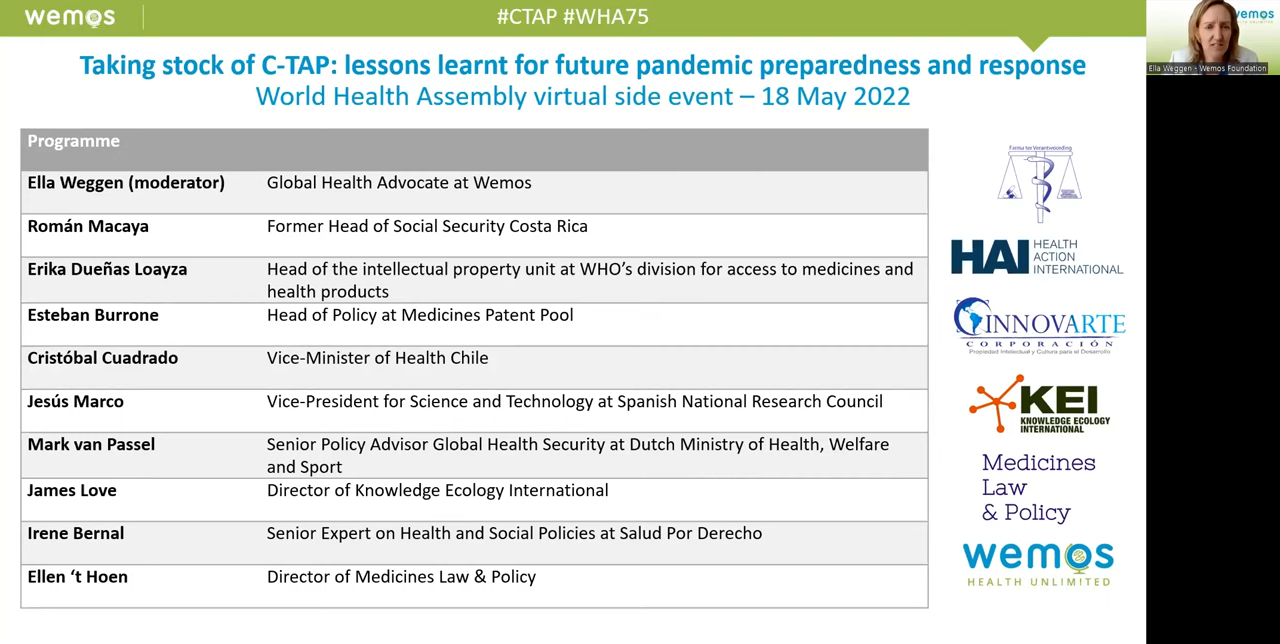 wemos
#CTAP #WHA75
wemos
Ella Weggen - Wemos Foundation
Taking stock of C-TAP: lessons learnt for future pandemic preparedness and response
World Health Assembly virtual side event – 18 May 2022
Programme
Ella Weggen (moderator) Global Health Advocate at Wemos
Román Macaya Former Head of Social Security Costa Rica
Erika Dueñas Loayza Head of the intellectual property unit at WHO’s division for access to medicines and
health products
Esteban Burrone Head of Policy at Medicines Patent Pool
Cristóbal Cuadrado Vice-Minister of Health Chile
Jesús Marco Vice-President for Science and Technology at Spanish National Research Council
Mark van Passel Senior Policy Advisor Global Health Security at Dutch Ministry of Health, Welfare
and Sport
James Love Director of Knowledge Ecology International
Irene Bernal Senior Expert on Health and Social Policies at Salud Por Derecho
Ellen ‘t Hoen Director of Medicines Law & Policy
HAI HEALTH
ACTION
INTERNATIONAL
INNOVARTE
CORPORACIÓN
Propiedad Intelectual y Cultura para el Desarrollo
KEI
KNOWLEDGE ECOLOGY
INTERNATIONAL
Medicines
Law
& Policy
wemos
HEALTH UNLIMITED